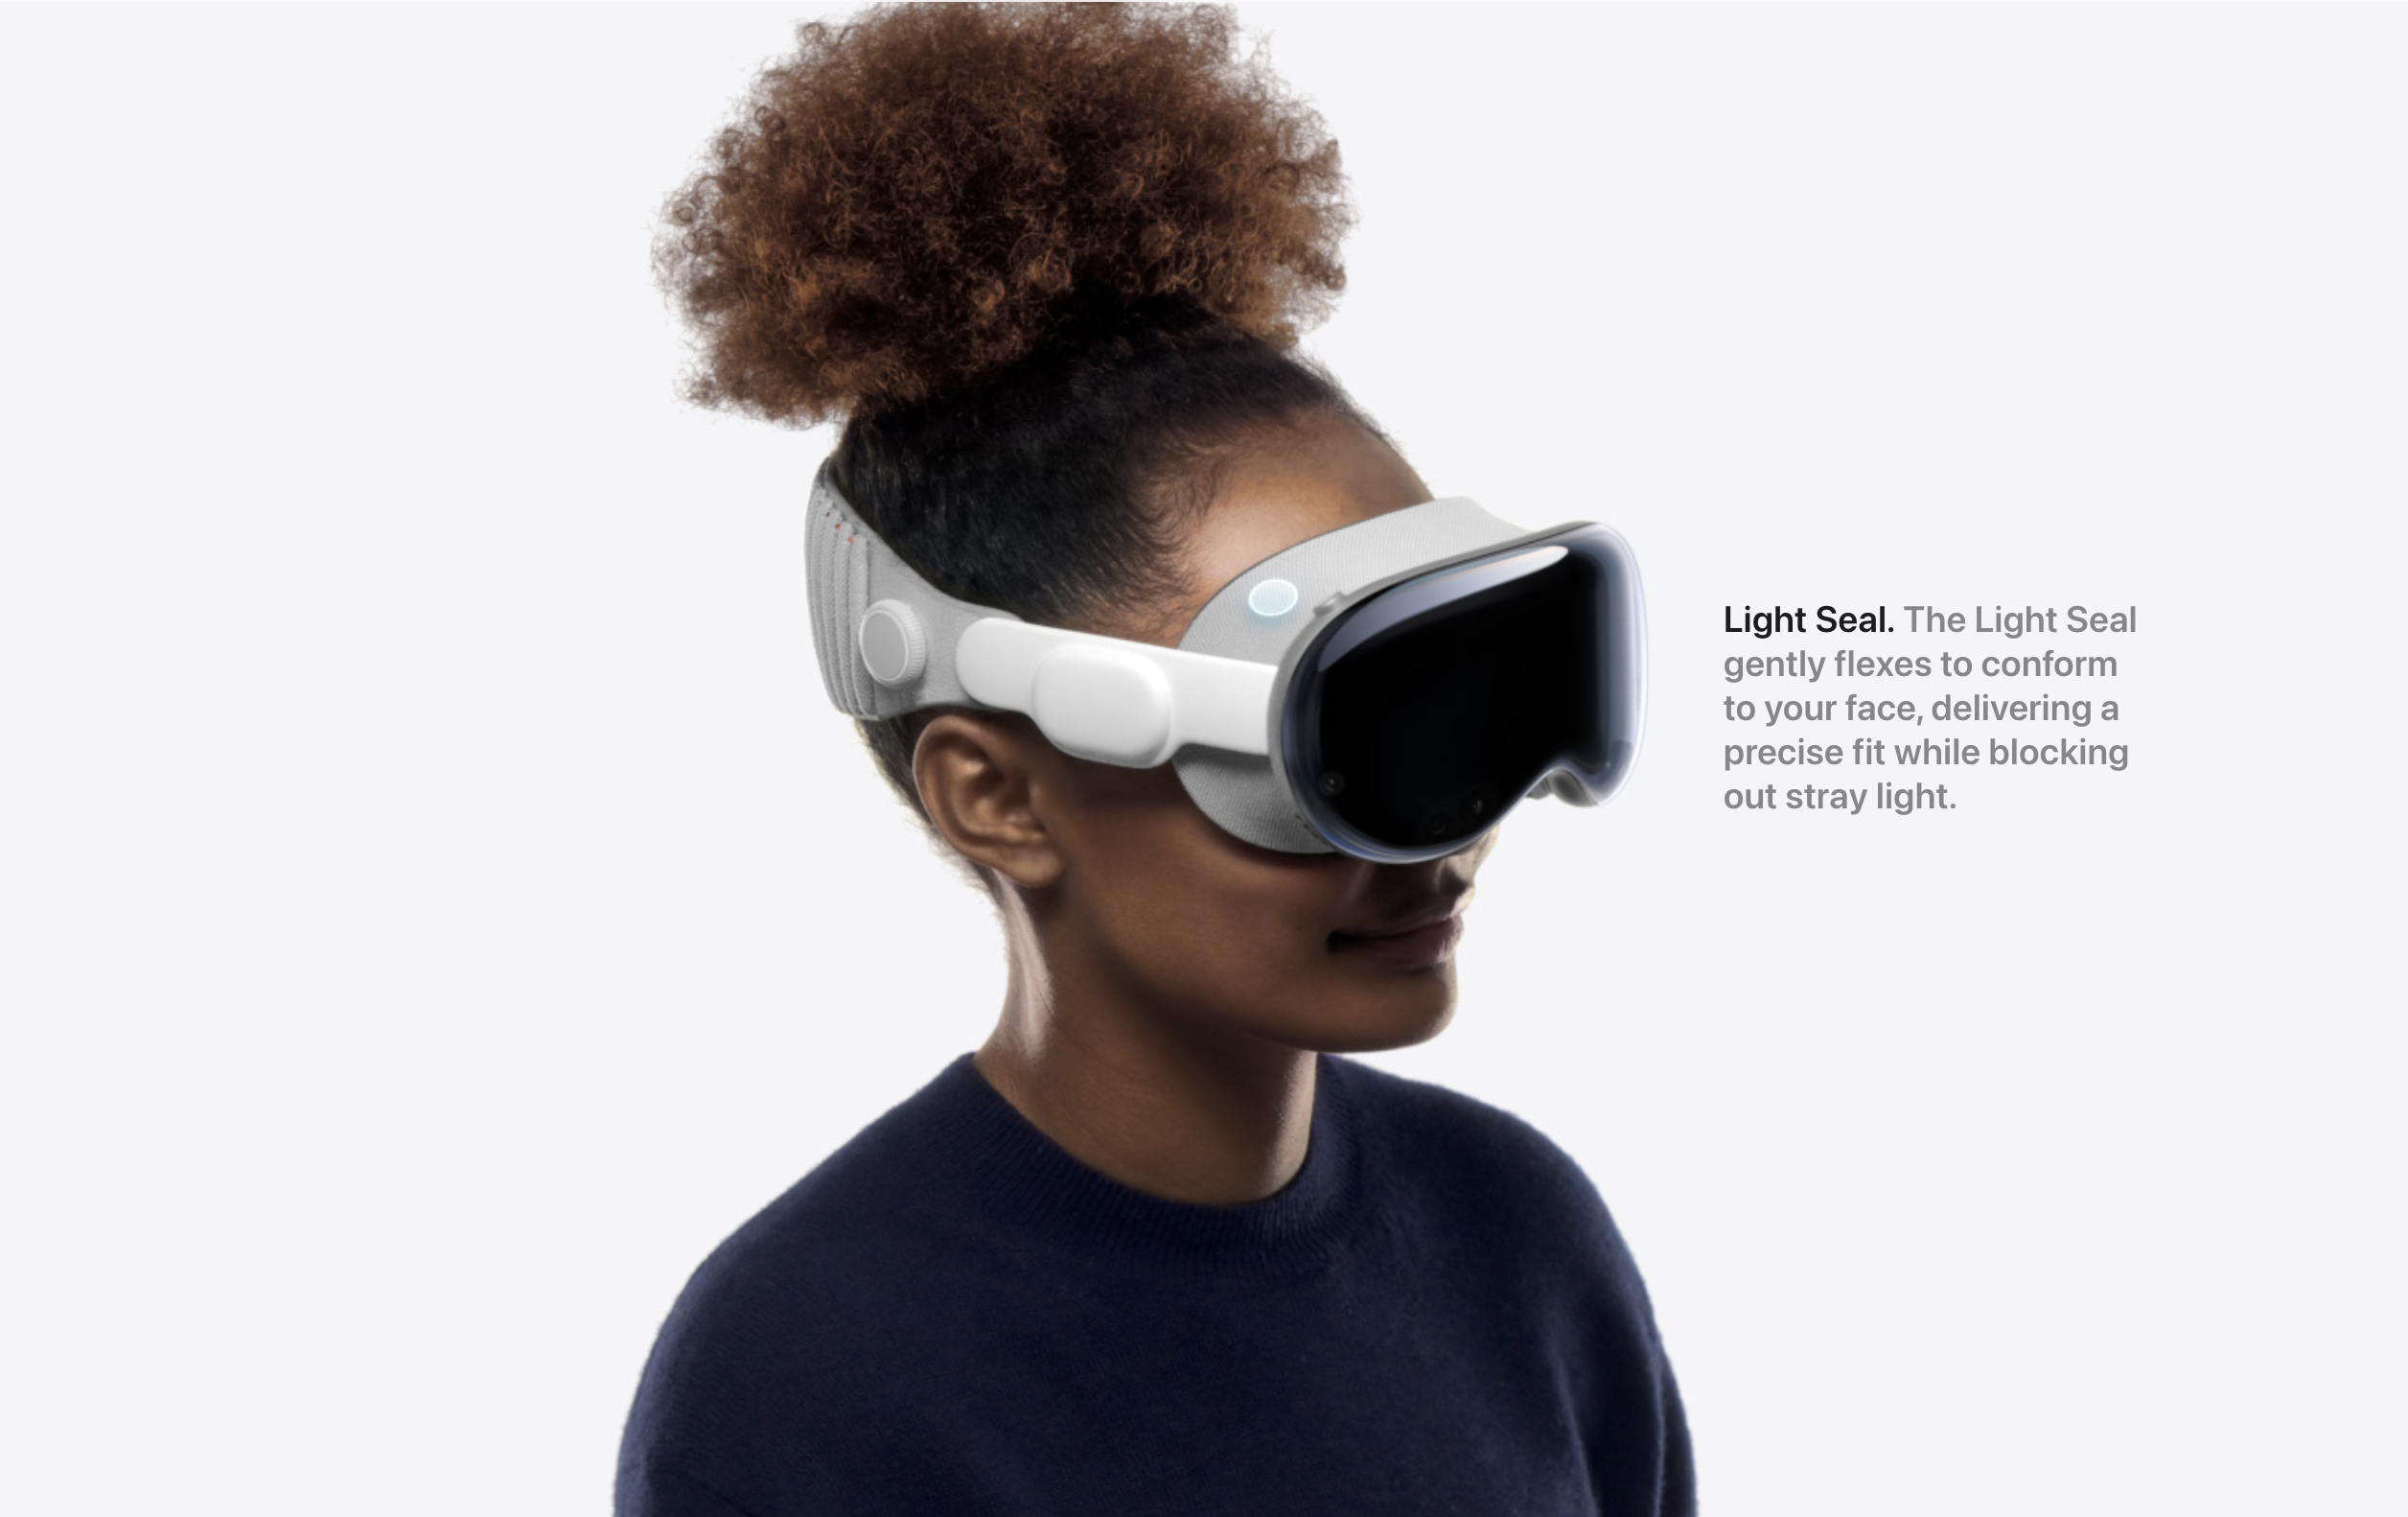 Light Seal. The Light Seal
gently flexes to conform
to your face, delivering a
precise fit while blocking
out stray light.